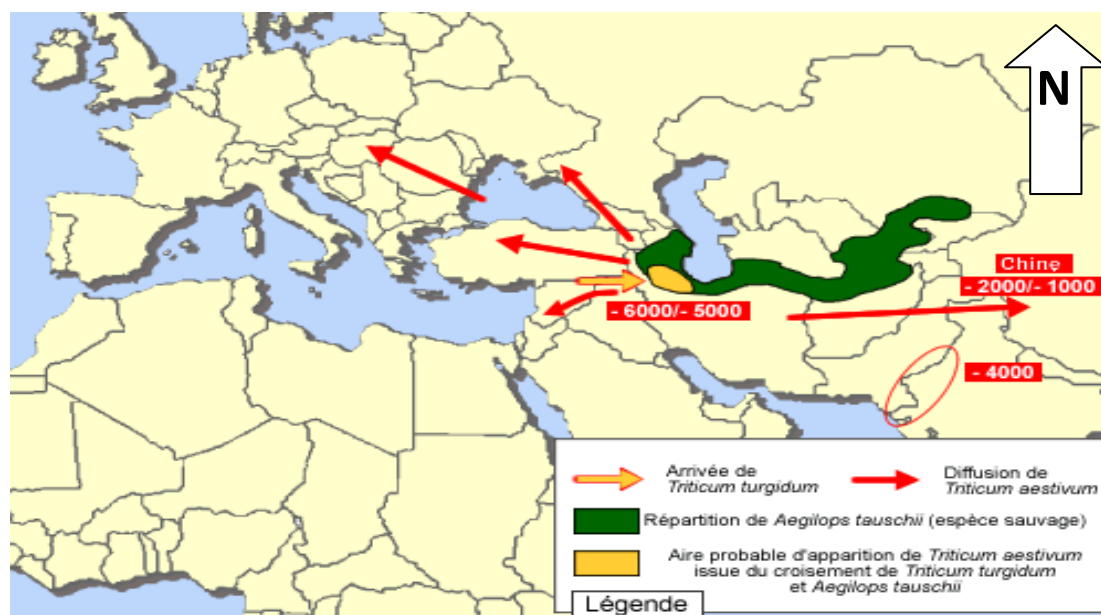 N
Chine
- 2000/- 1000
- 6000/- 5000
- 4000
Arrivée de
Triticum turgidum
Diffusion de
Triticum aestivum
Répartition de Aegilops tauschii (espèce sauvage)
Aire probable d'apparition de Triticum aestivum
issue du croisement de Triticum turgidum
et Aegilops tauschii
Légende